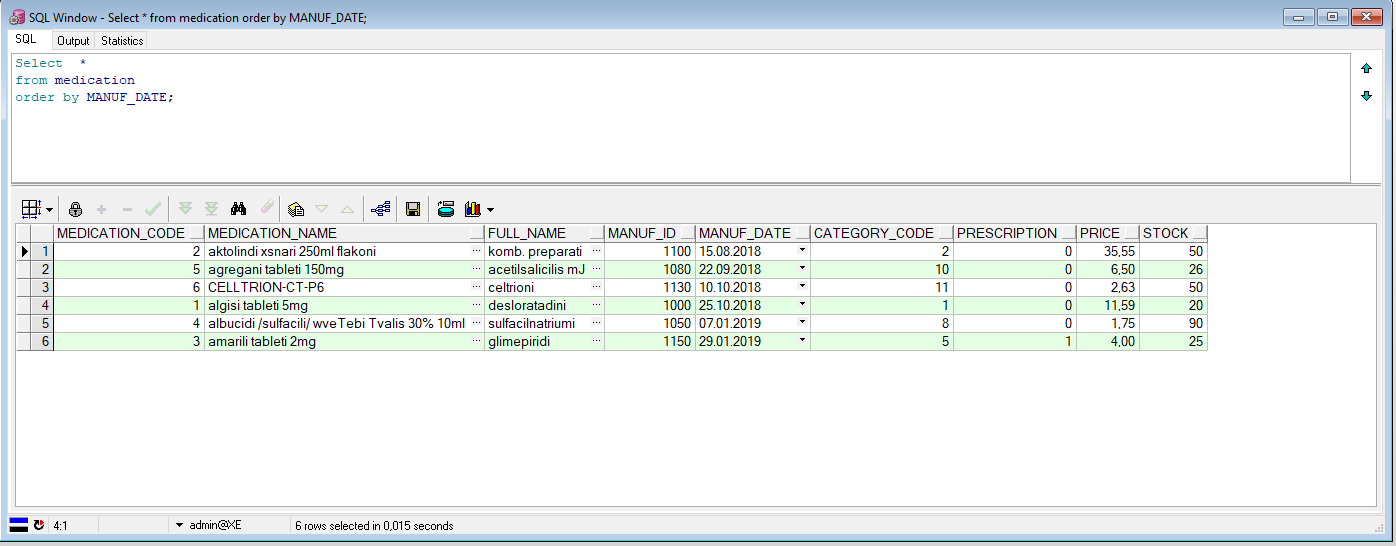 SQL Window - Select * from medication order by MANUF_DATE;
SQL Output Statistics
Select *
from medication
order by MANUF_DATE;
MEDICATION_CODE MEDICATION_NAME FULL_NAME MANUF_ID MANUF_DATE CATEGORY_CODE PRESCRIPTION PRICE STOCK
1 2 aktolindi xsnari 250ml flakoni ... komb. preparati ... 1100 15.08.2018 2 0 35,55 50
2 5 agregani tableti 150mg ... acetilsalicilis mJ ... 1080 22.09.2018 10 0 6,50 26
3 6 CELLTRION-CT-P6 ... celtrioni ... 1130 10.10.2018 11 0 2,63 50
4 1 algisi tableti 5mg ... desloratadini ... 1000 25.10.2018 1 0 11,59 20
5 4 albucidi /sulfacili/ wveTebi Tvalis 30% 10ml ... sulfacilnatriumi ... 1050 07.01.2019 8 0 1,75 90
6 3 amarili tableti 2mg ... glimepiridi ... 1150 29.01.2019 5 1 4,00 25
4:1 admin@XE 6 rows selected in 0,015 seconds